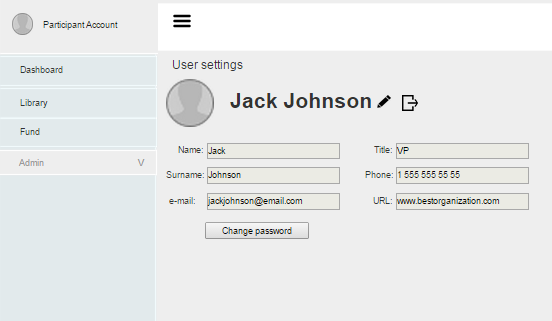 Participant Account
User settings
Dashboard
Jack Johnson
Library
Fund
Admin V
Name: Jack Title: VP
Surname: Johnson Phone: 1 555 555 55 55
e-mail: jackjohnson@email.com URL: www.bestorganization.com
Change password